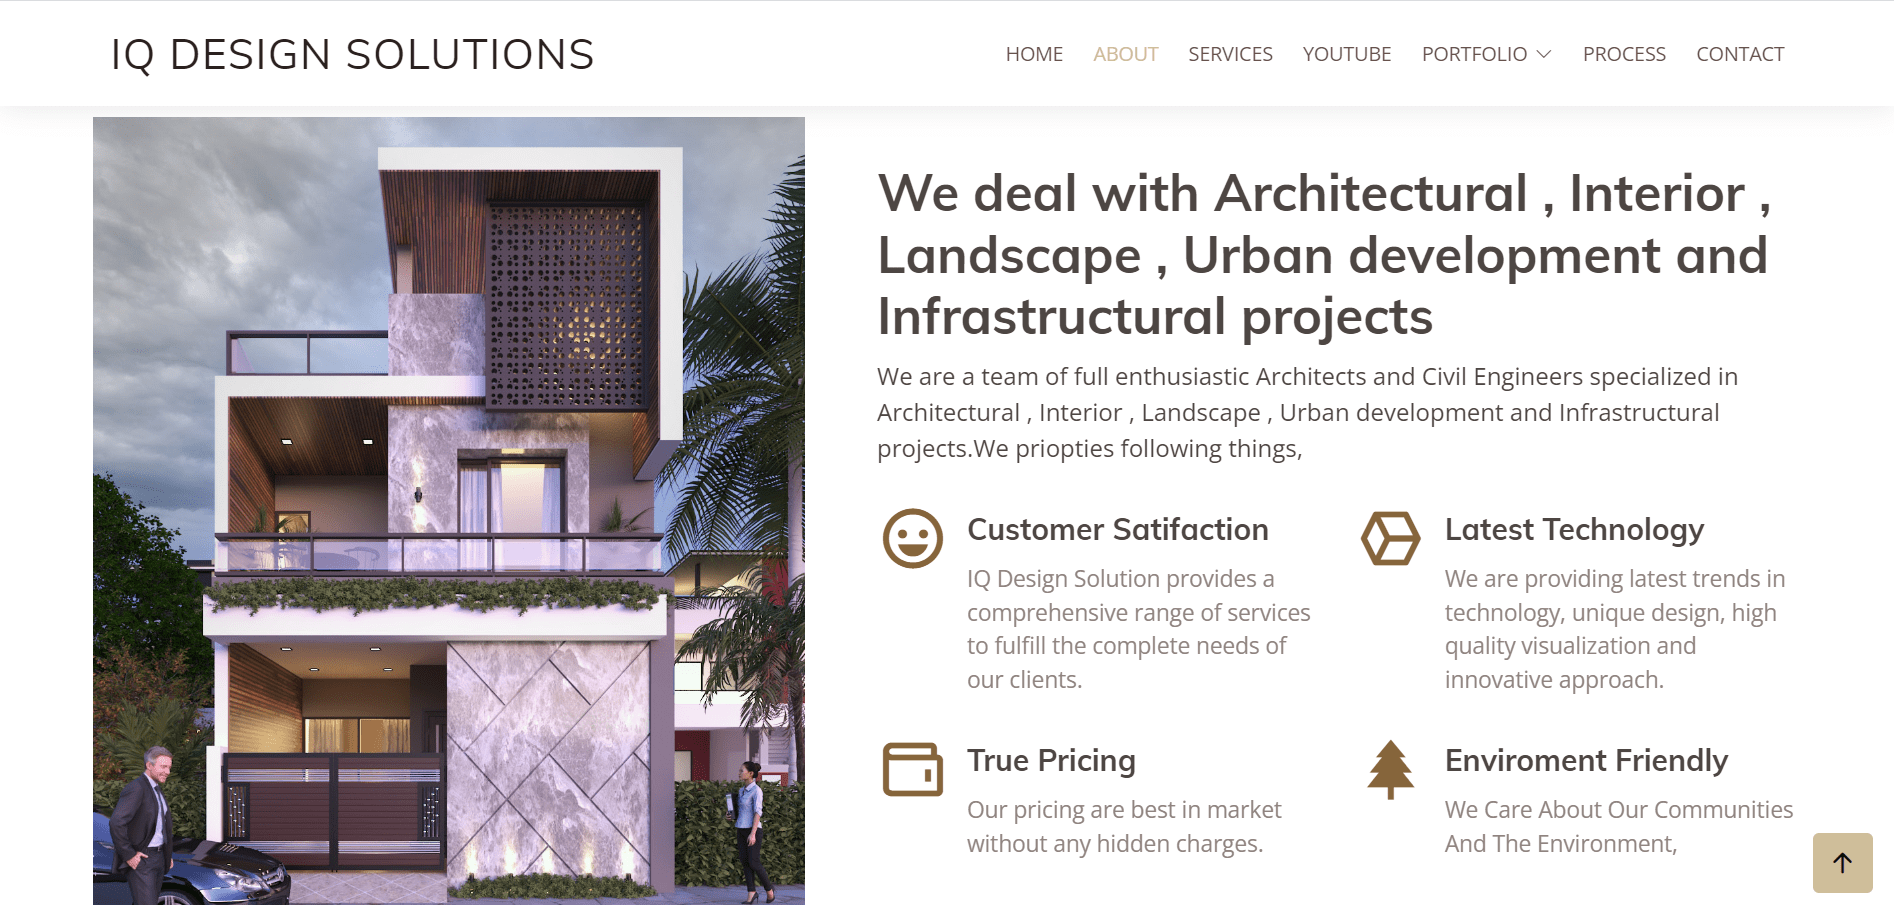 IQ DESIGN SOLUTIONS
HOME ABOUT SERVICES YOUTUBE PORTFOLIO PROCESS CONTACT
We deal with Architectural , Interior ,
Landscape , Urban development and
Infrastructural projects
We are a team of full enthusiastic Architects and Civil Engineers specialized in
Architectural , Interior , Landscape , Urban development and Infrastructural
projects.We priopties following things,
Customer Satifaction
IQ Design Solution provides a
comprehensive range of services
to fulfill the complete needs of
our clients.
Latest Technology
We are providing latest trends in
technology, unique design, high
quality visualization and
innovative approach.
True Pricing
Our pricing are best in market
without any hidden charges.
Enviroment Friendly
We Care About Our Communities
And The Environment,